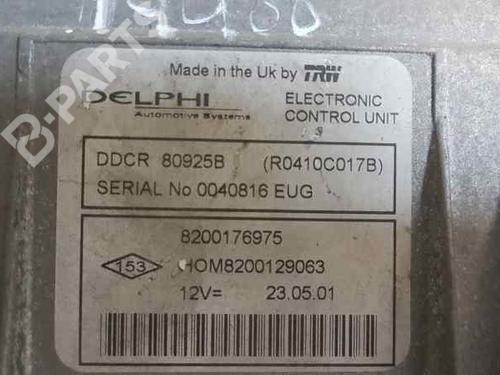 B-PARTS
Made in the Uk by TRW
DELPHI
Automotive Systems
ELECTRONIC
CONTROL UNIT
DDCR 80925B (R0410C017B)
SERIAL No 0040816 EUG
8200176975
153
HOM8200129063
12V= 23.05.01